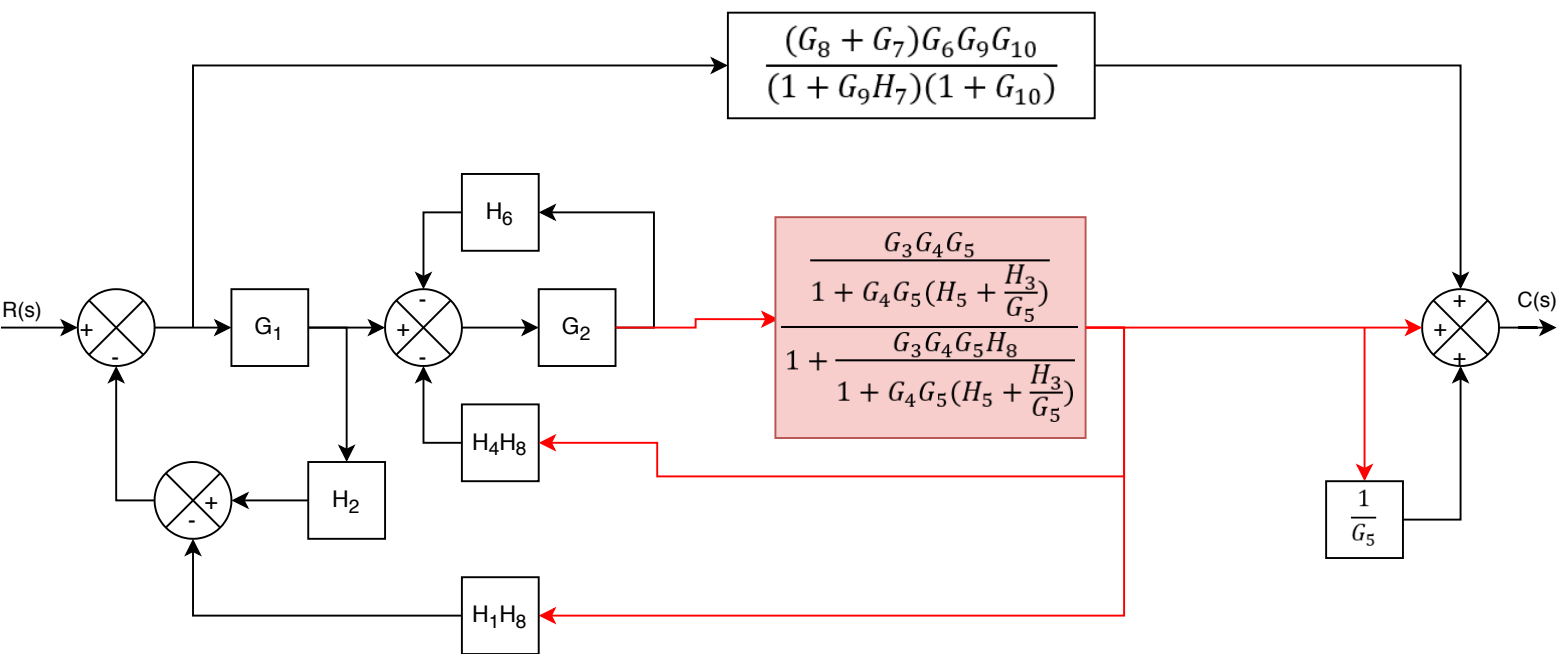 (G₈ + G₇)G₆G₉G₁₀
(1 + G₉H₇)(1 + G₁₀)
H₆
-
R(s)
+
-
G₁
+
-
G₂
G₃G₄G₅
1 + G₄G₅(H₅ + H₃/G₅)
1 + G₃G₄G₅H₈
1 + G₄G₅(H₅ + H₃/G₅)
+
+
+
C(s)
H₄H₈
H₂
+
-
1
G₅
H₁H₈